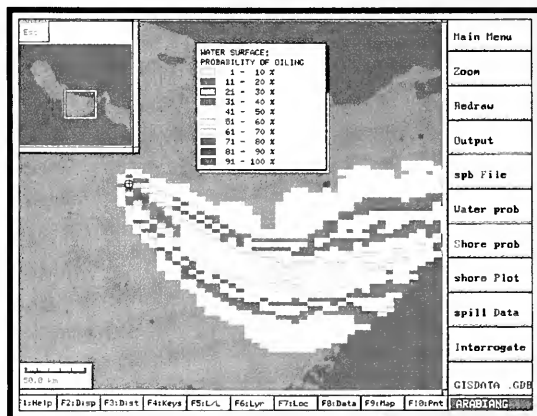 Esc
WATER SURFACE:
PROBABILITY OF OILING
1 - 10 %
11 - 20 %
21 - 30 %
31 - 40 %
41 - 50 %
51 - 60 %
61 - 70 %
71 - 80 %
81 - 90 %
91 - 100 %
Main Menu
Zoom
Redraw
Output
spb File
Water prob
Shore prob
shore Plot
spill Data
Interrogate
GISDATA .GDB
ARABIANG
50.0 km
F1:Help F2:Disp F3:Dist F4:Keys F5:L/L F6:Lyr F7:Loc F8:Data F9:Map F10:Pnt